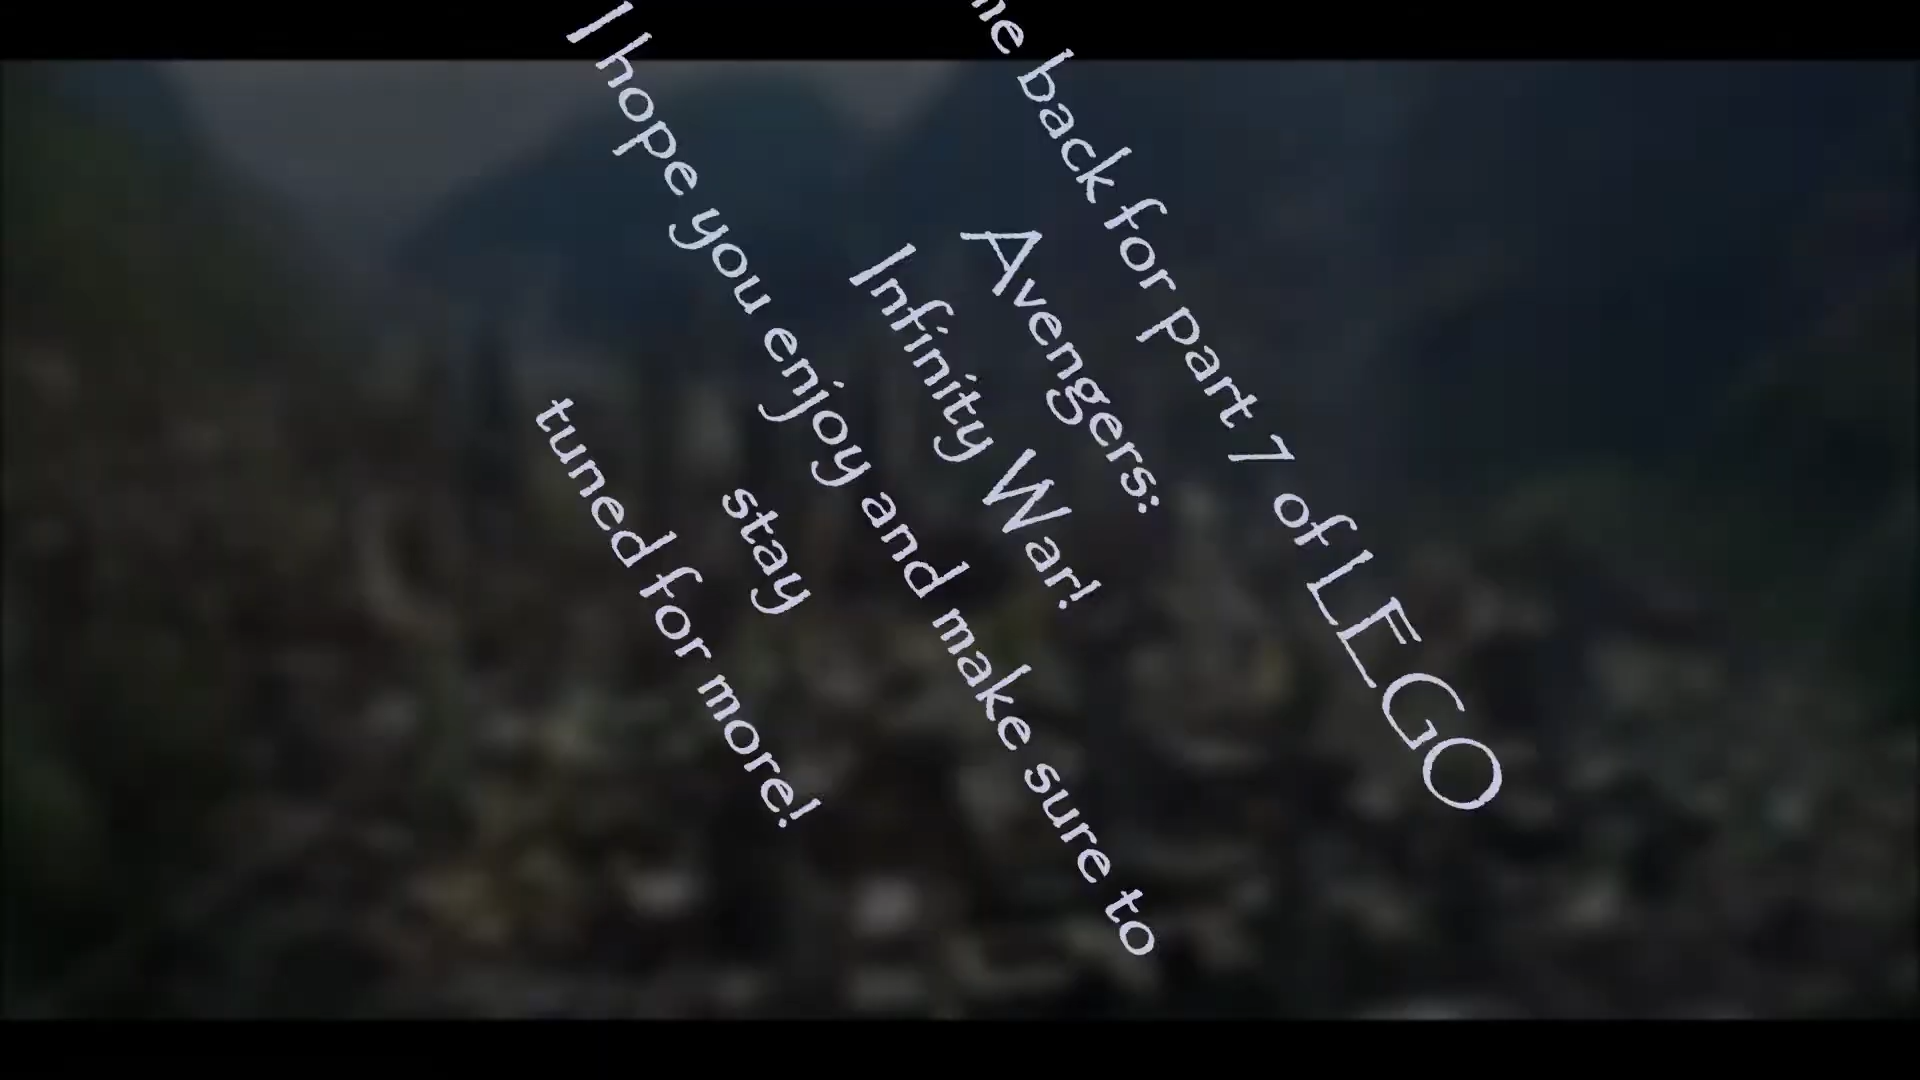 back for part 7 of LEGO
Avengers:
Infinity War!
I hope you enjoy and make sure to
stay
tuned for more!